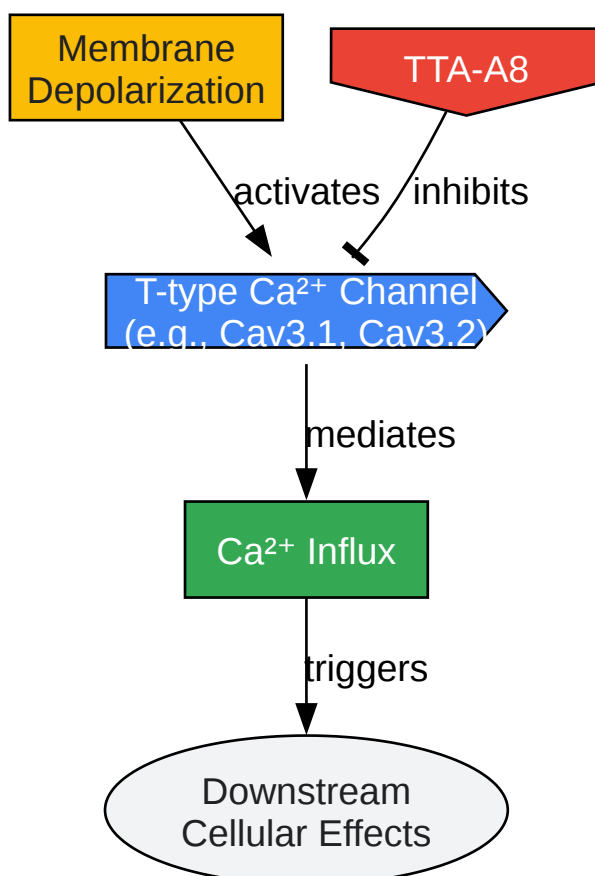 Membrane
Depolarization
TTA-A8
activates
inhibits
T-type Ca²⁺ Channel
(e.g., Cav3.1, Cav3.2)
mediates
Ca²⁺ Influx
triggers
Downstream
Cellular Effects